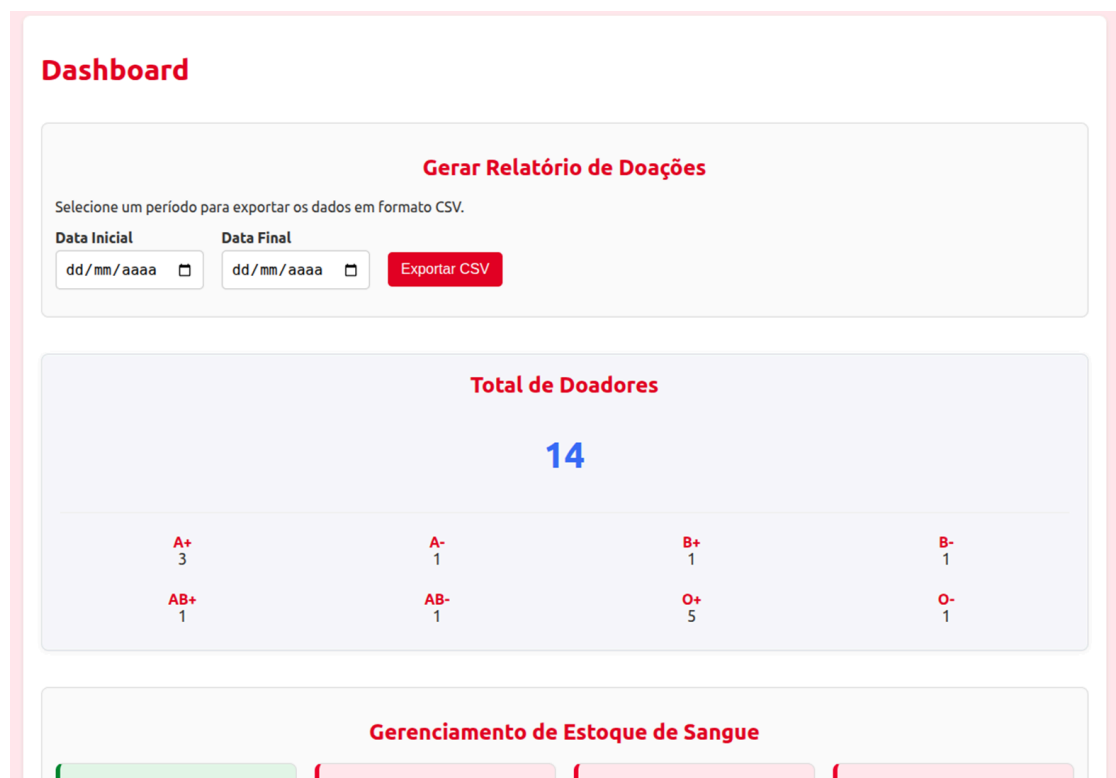 Dashboard
Gerar Relatório de Doações
Selecione um período para exportar os dados em formato CSV.
Data Inicial Data Final
dd/mm/aaaa dd/mm/aaaa Exportar CSV
Total de Doadores
14
A+ A- B+ B-
3 1 1 1
AB+ AB- O+ O-
1 1 5 1
Gerenciamento de Estoque de Sangue